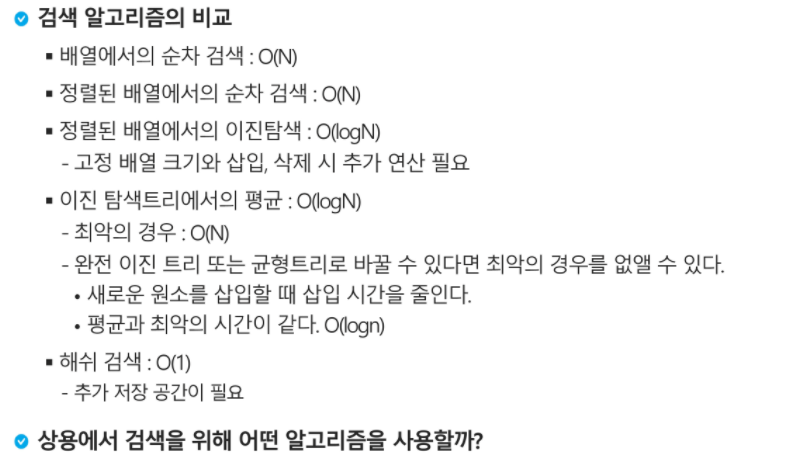 검색 알고리즘의 비교
▪ 배열에서의 순차 검색 : O(N)
▪ 정렬된 배열에서의 순차 검색 : O(N)
▪ 정렬된 배열에서의 이진탐색 : O(logN)
- 고정 배열 크기와 삽입, 삭제 시 추가 연산 필요
▪ 이진 탐색트리에서의 평균 : O(logN)
- 최악의 경우 : O(N)
- 완전 이진 트리 또는 균형트리로 바꿀 수 있다면 최악의 경우를 없앨 수 있다.
• 새로운 원소를 삽입할 때 삽입 시간을 줄인다.
• 평균과 최악의 시간이 같다. O(logn)
▪ 해쉬 검색 : O(1)
- 추가 저장 공간이 필요
상용에서 검색을 위해 어떤 알고리즘을 사용할까?